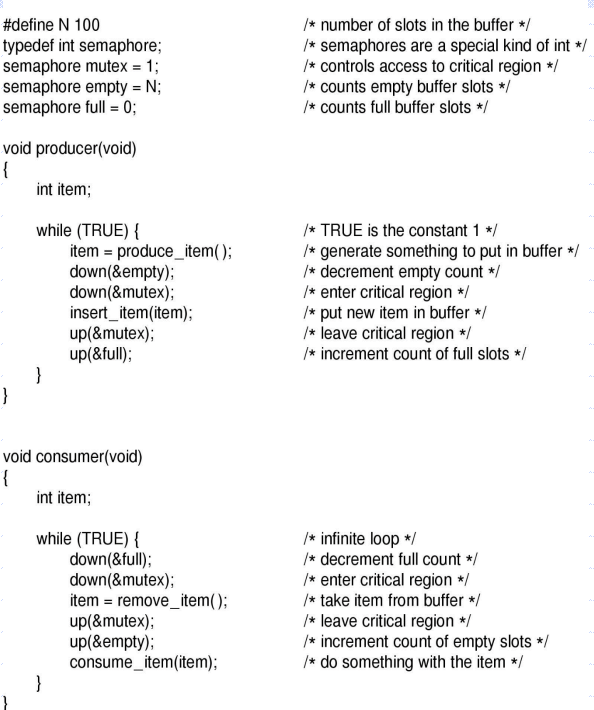 #define N 100 /* number of slots in the buffer */
typedef int semaphore; /* semaphores are a special kind of int */
semaphore mutex = 1; /* controls access to critical region */
semaphore empty = N; /* counts empty buffer slots */
semaphore full = 0; /* counts full buffer slots */
void producer(void)
{
int item;
while (TRUE) { /* TRUE is the constant 1 */
item = produce_item( ); /* generate something to put in buffer */
down(&empty); /* decrement empty count */
down(&mutex); /* enter critical region */
insert_item(item); /* put new item in buffer */
up(&mutex); /* leave critical region */
up(&full); /* increment count of full slots */
}
}
void consumer(void)
{
int item;
while (TRUE) { /* infinite loop */
down(&full); /* decrement full count */
down(&mutex); /* enter critical region */
item = remove_item( ); /* take item from buffer */
up(&mutex); /* leave critical region */
up(&empty); /* increment count of empty slots */
consume_item(item); /* do something with the item */
}
}